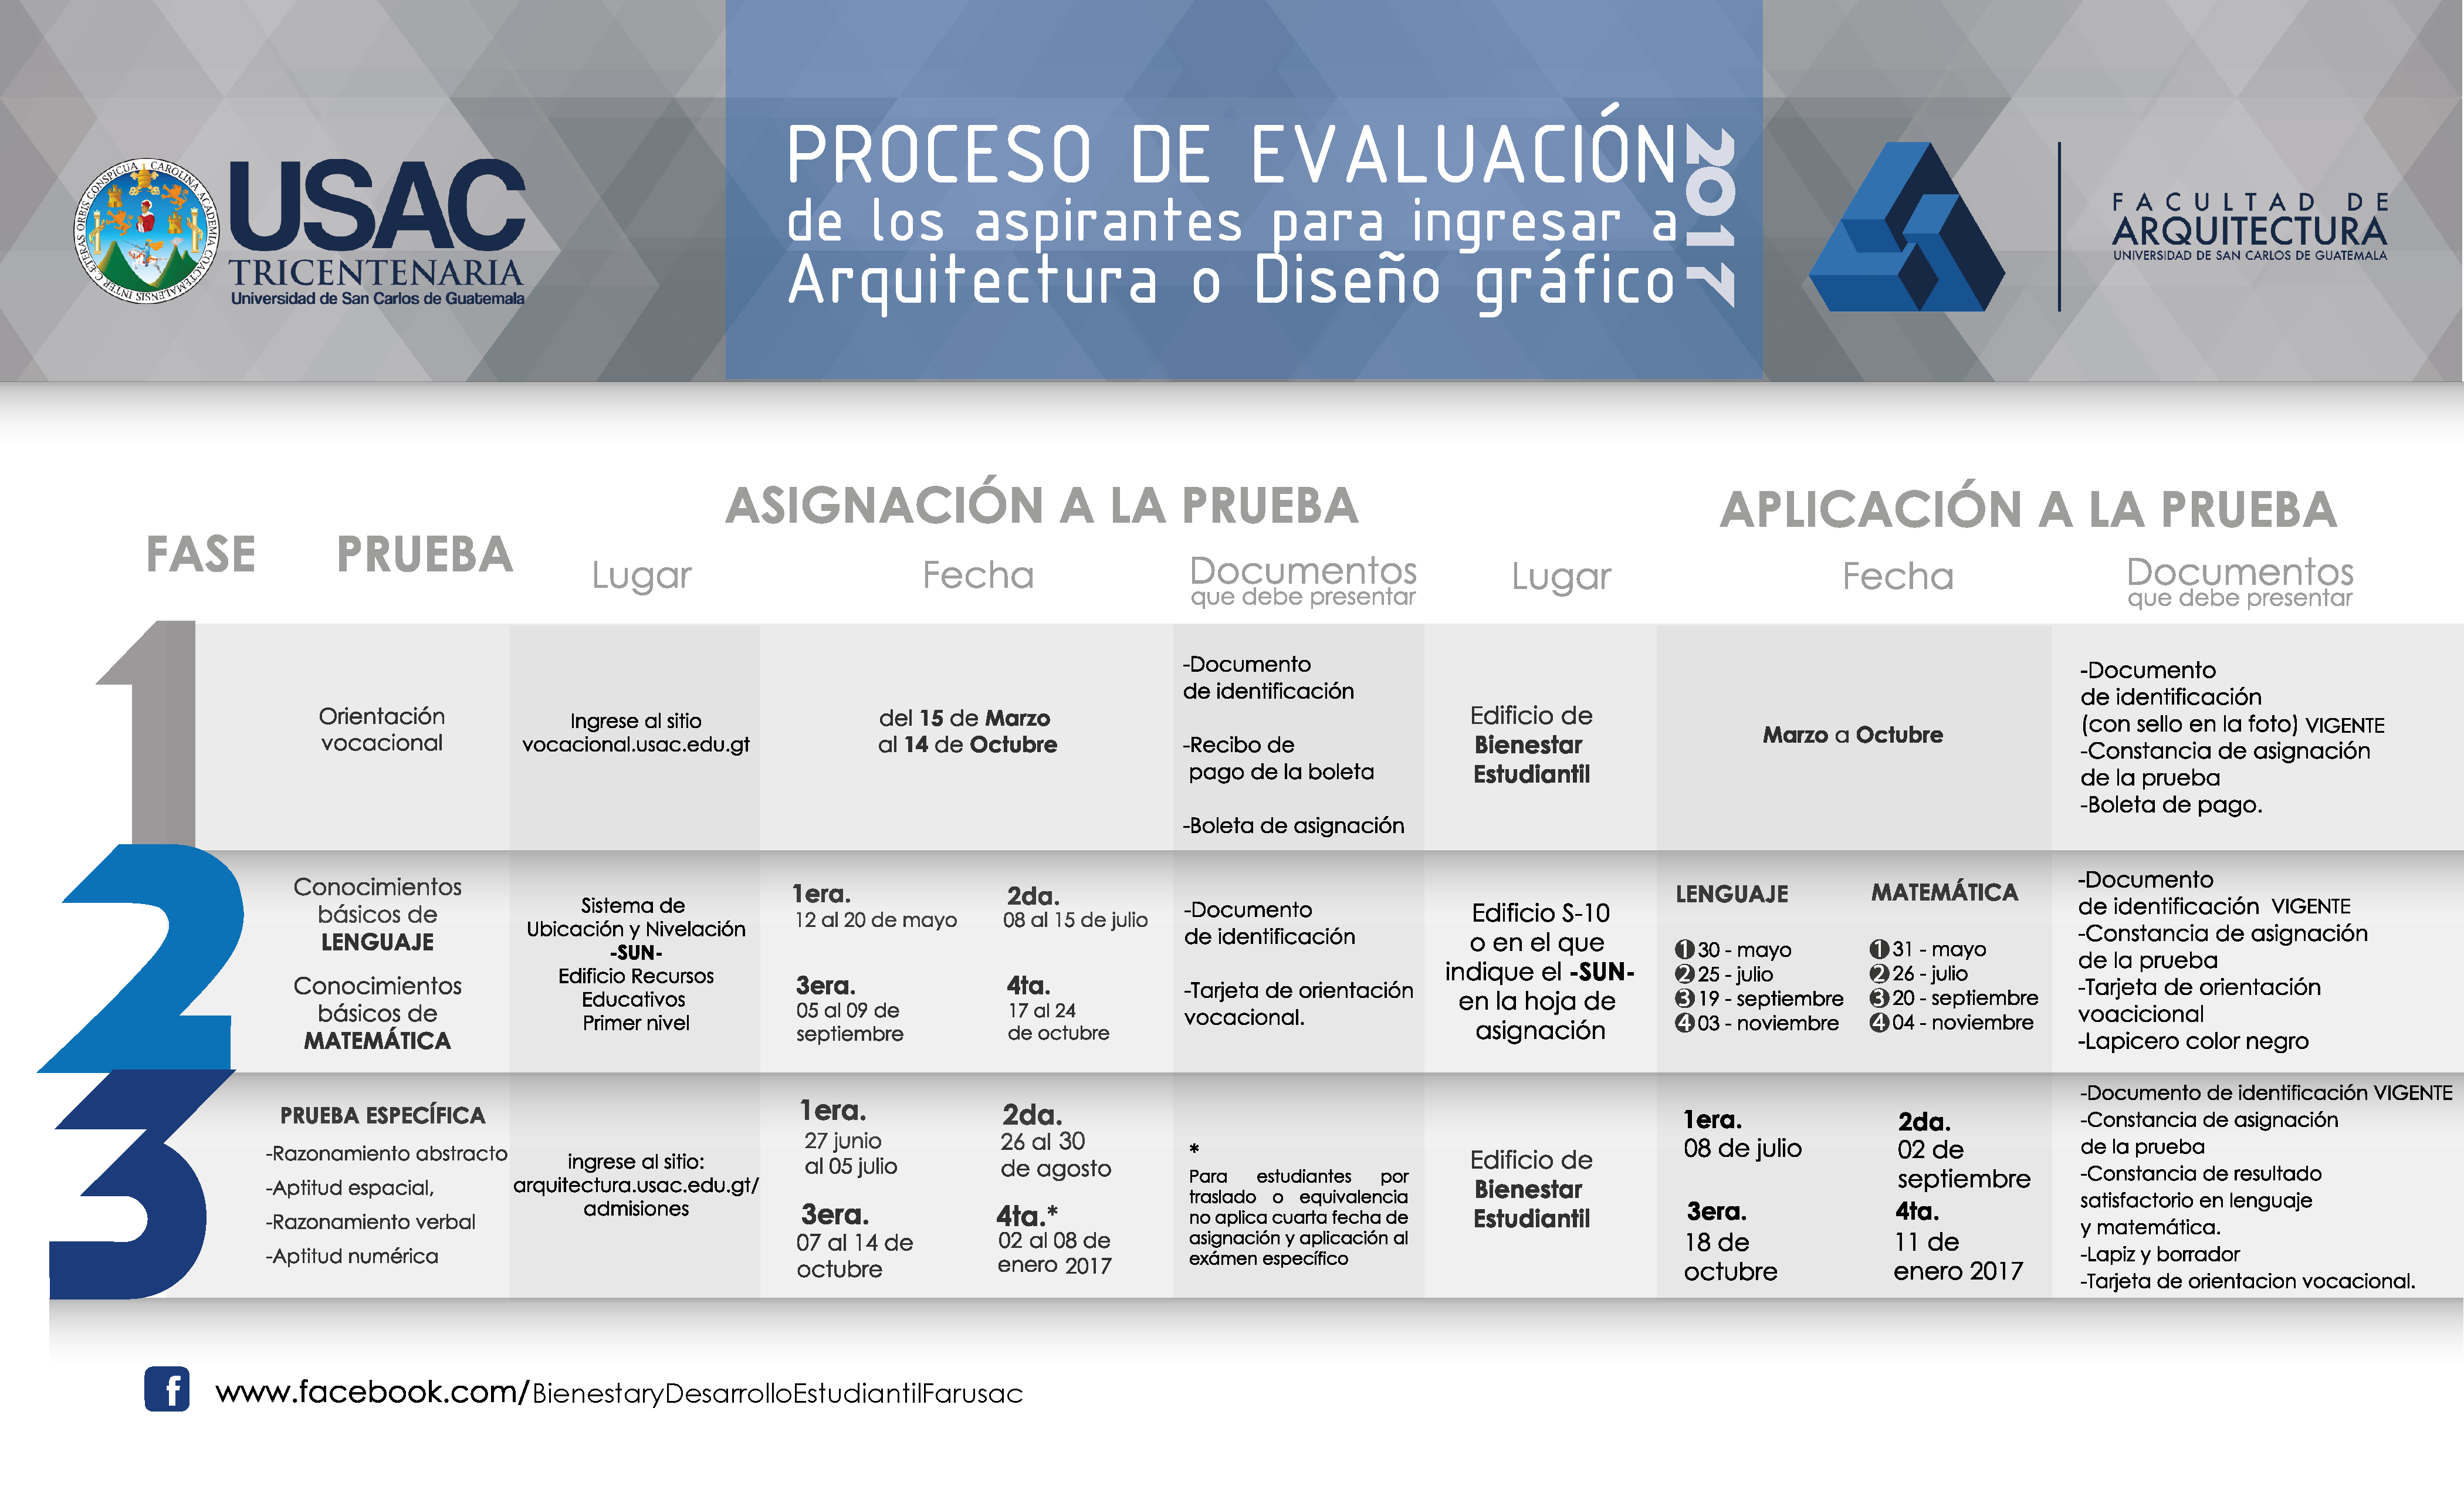 CAROLINA ACADEMIA COACTEMALENSIS INTER CÆTERAS ORBIS CONSPICUA
USAC
TRICENTENARIA
Universidad de San Carlos de Guatemala
PROCESO DE EVALUACIÓN
de los aspirantes para ingresar a
Arquitectura o Diseño gráfico
2017
FACULTAD DE
ARQUITECTURA
UNIVERSIDAD DE SAN CARLOS DE GUATEMALA
FASE
PRUEBA
ASIGNACIÓN A LA PRUEBA
Lugar
Fecha
Documentos
que debe presentar
APLICACIÓN A LA PRUEBA
Lugar
Fecha
Documentos
que debe presentar
1
Orientación
vocacional
Ingrese al sitio
vocacional.usac.edu.gt
del 15 de Marzo
al 14 de Octubre
-Documento
de identificación
-Recibo de
pago de la boleta
-Boleta de asignación
Edificio de
Bienestar
Estudiantil
Marzo a Octubre
-Documento
de identificación
(con sello en la foto) VIGENTE
-Constancia de asignación
de la prueba
-Boleta de pago.
2
Conocimientos
básicos de
LENGUAJE
Conocimientos
básicos de
MATEMÁTICA
Sistema de
Ubicación y Nivelación
-SUN-
Edificio Recursos
Educativos
Primer nivel
1era.
12 al 20 de mayo
2da.
08 al 15 de julio
3era.
05 al 09 de
septiembre
4ta.
17 al 24
de octubre
-Documento
de identificación
-Tarjeta de orientación
vocacional.
Edificio S-10
o en el que
indique el -SUN-
en la hoja de
asignación
LENGUAJE
1 30 - mayo
2 25 - julio
3 19 - septiembre
4 03 - noviembre
MATEMÁTICA
1 31 - mayo
2 26 - julio
3 20 - septiembre
4 04 - noviembre
-Documento
de identificación VIGENTE
-Constancia de asignación
de la prueba
-Tarjeta de orientación
voacicional
-Lapicero color negro
3
PRUEBA ESPECÍFICA
-Razonamiento abstracto
-Aptitud espacial,
-Razonamiento verbal
-Aptitud numérica
ingrese al sitio:
arquitectura.usac.edu.gt/
admisiones
1era.
27 junio
al 05 julio
2da.
26 al 30
de agosto
3era.
07 al 14 de
octubre
4ta.*
02 al 08 de
enero 2017
*
Para estudiantes por
traslado o equivalencia
no aplica cuarta fecha de
asignación y aplicación al
exámen específico
Edificio de
Bienestar
Estudiantil
1era.
08 de julio
2da.
02 de
septiembre
3era.
18 de
octubre
4ta.
11 de
enero 2017
-Documento de identificación VIGENTE
-Constancia de asignación
de la prueba
-Constancia de resultado
satisfactorio en lenguaje
y matemática.
-Lapiz y borrador
-Tarjeta de orientacion vocacional.
f www.facebook.com/BienestaryDesarrolloEstudiantilFarusac